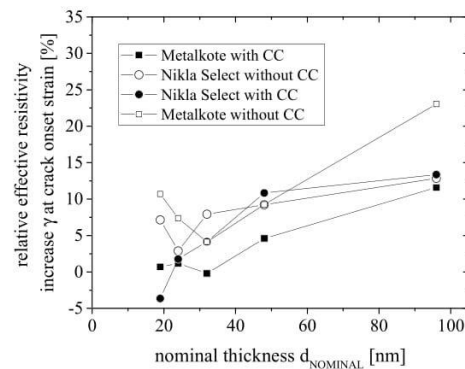 relative effective resistivity
increase γ at crack onset strain [%]
35
30
25
20
15
10
5
0
-5
Metalkote with CC
Nikla Select without CC
Nikla Select with CC
Metalkote without CC
0 20 40 60 80 100
nominal thickness d_NOMINAL [nm]